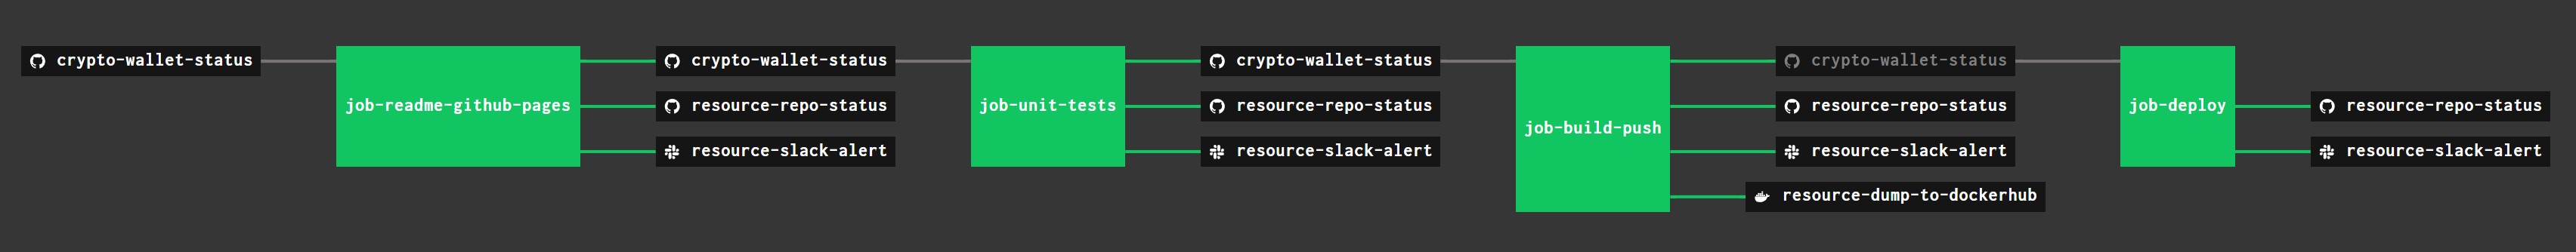 crypto-wallet-status
job-readme-github-pages
crypto-wallet-status
resource-repo-status
resource-slack-alert
job-unit-tests
crypto-wallet-status
resource-repo-status
resource-slack-alert
job-build-push
crypto-wallet-status
resource-repo-status
resource-slack-alert
resource-dump-to-dockerhub
job-deploy
resource-repo-status
resource-slack-alert